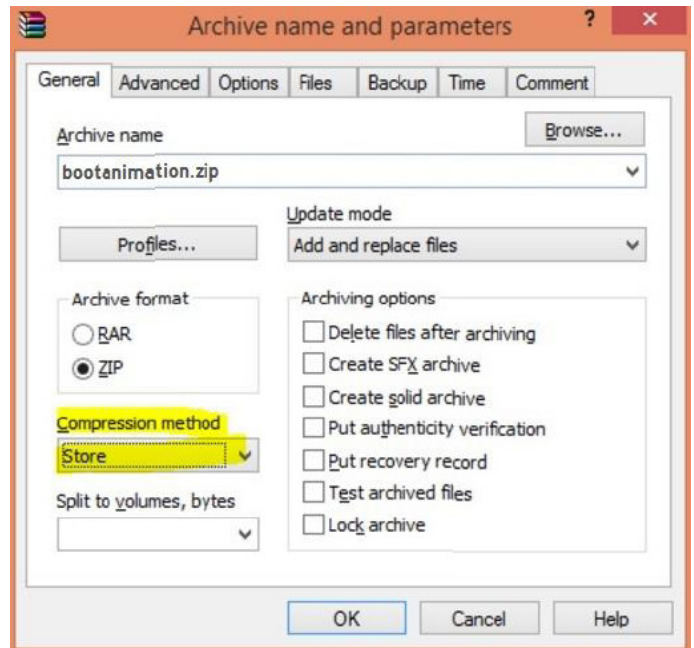 Archive name and parameters ? ×
General Advanced Options Files Backup Time Comment
Archive name
Browse...
bootanimation.zip
Profiles...
Update mode
Add and replace files
Archive format
RAR
ZIP
Compression method
Store
Split to volumes, bytes
Archiving options
Delete files after archiving
Create SFX archive
Create solid archive
Put authenticity verification
Put recovery record
Test archived files
Lock archive
OK Cancel Help